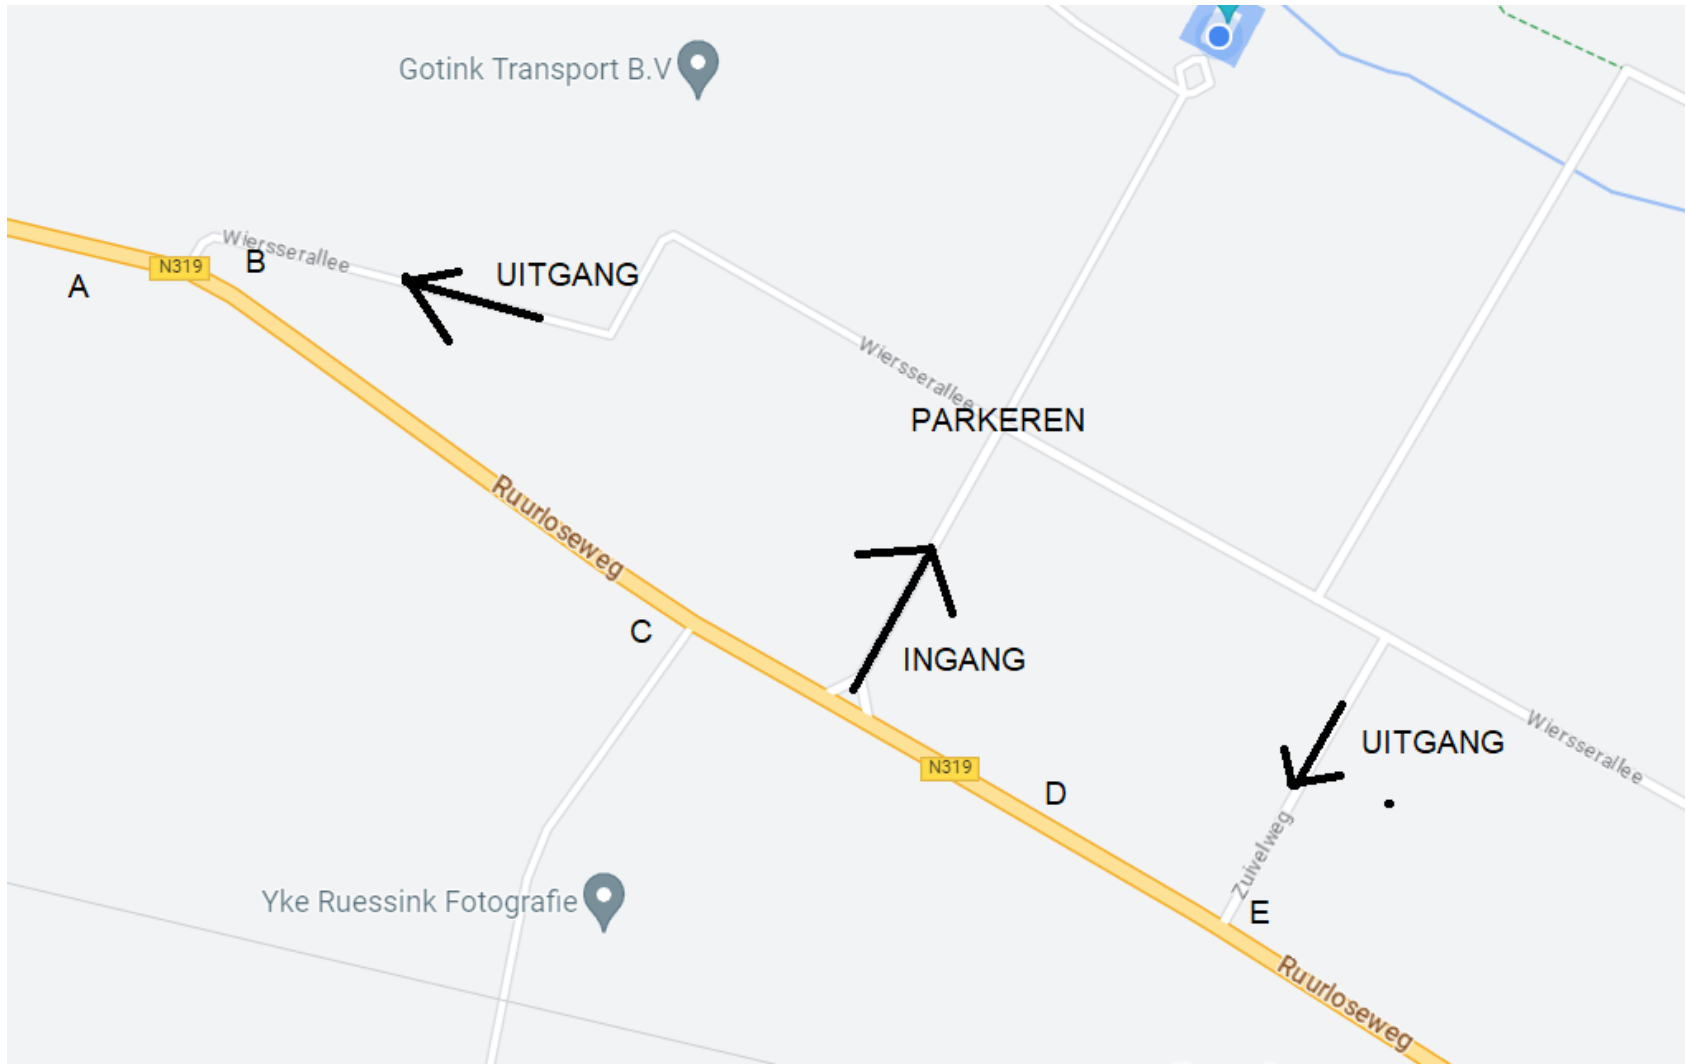 Gotink Transport B.V
Wiersserallee
B
N319
A
UITGANG
Wiersserallee
PARKEREN
Ruurloseweg
C
INGANG
N319
D
UITGANG
Wiersserallee
Zuivelweg
Yke Ruessink Fotografie
E
Ruurloseweg